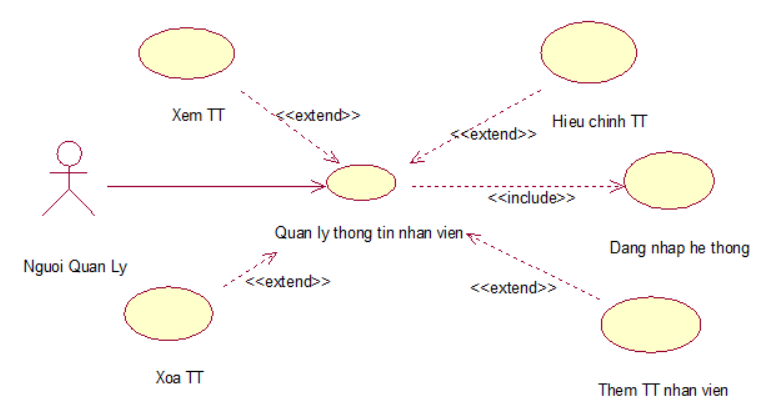 Xem TT
<<extend>>
Hieu chinh TT
<<extend>>
<<include>>
Quan ly thong tin nhan vien
Dang nhap he thong
Nguoi Quan Ly
<<extend>>
<<extend>>
Xoa TT
Them TT nhan vien